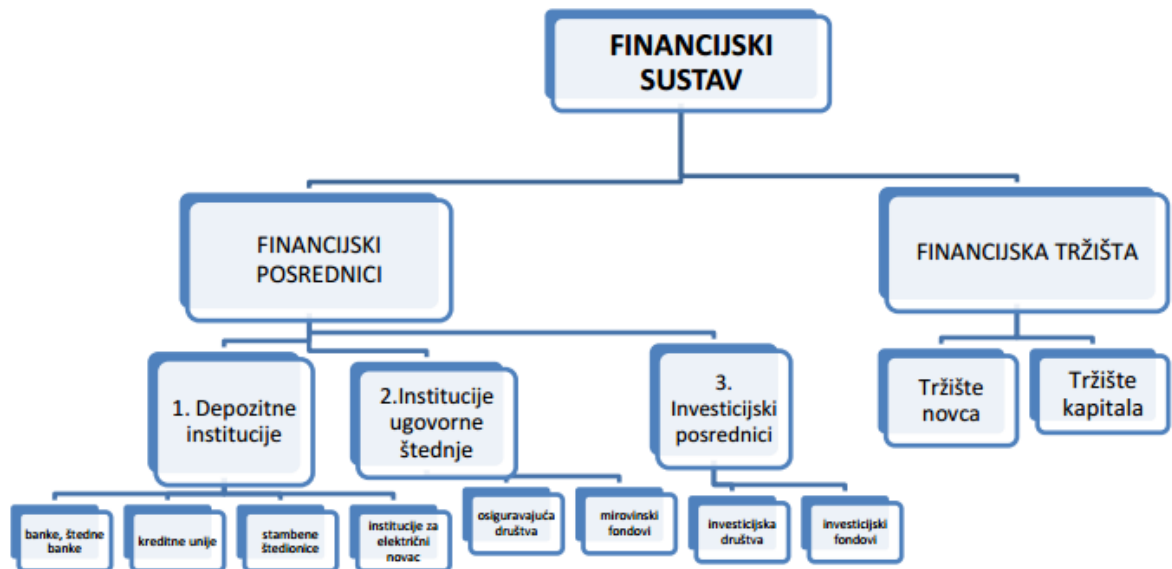 FINANCIJSKI
SUSTAV
FINANCIJSKI
POSREDNICI
FINANCIJSKA TRŽIŠTA
1. Depozitne
institucije
2.Institucije
ugovorne
štednje
3.
Investicijski
posrednici
Tržište
novca
Tržište
kapitala
banke, štedne
banke
kreditne unije
stambene
štedionice
institucije za
električni
novac
osiguravajuća
društva
mirovinski
fondovi
investicijska
društva
investicijski
fondovi